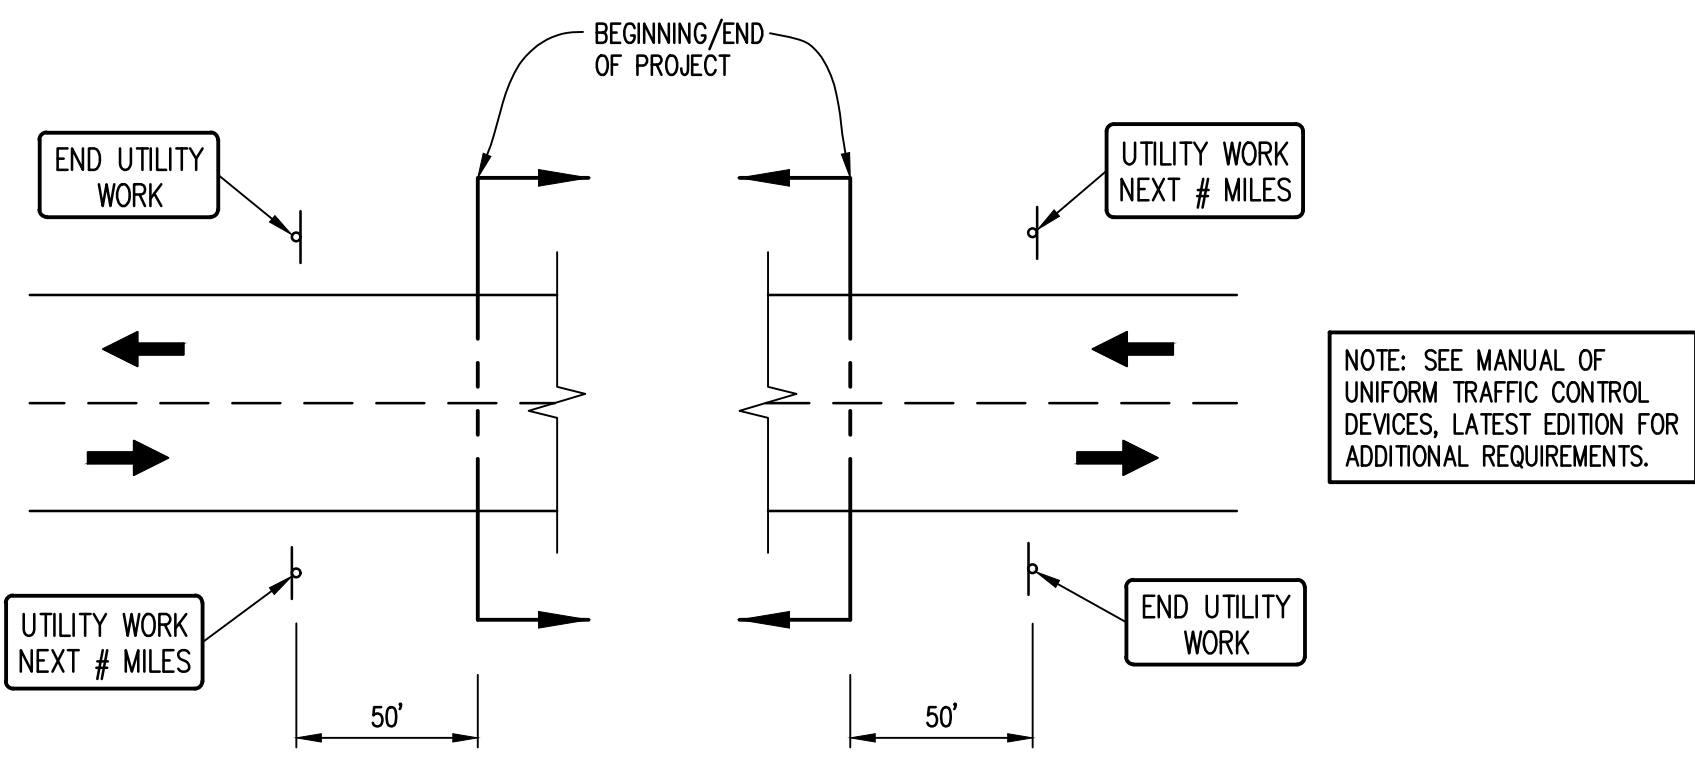 BEGINNING/END
OF PROJECT
END UTILITY
WORK
UTILITY WORK
NEXT # MILES
NOTE: SEE MANUAL OF
UNIFORM TRAFFIC CONTROL
DEVICES, LATEST EDITION FOR
ADDITIONAL REQUIREMENTS.
UTILITY WORK
NEXT # MILES
END UTILITY
WORK
50'
50'